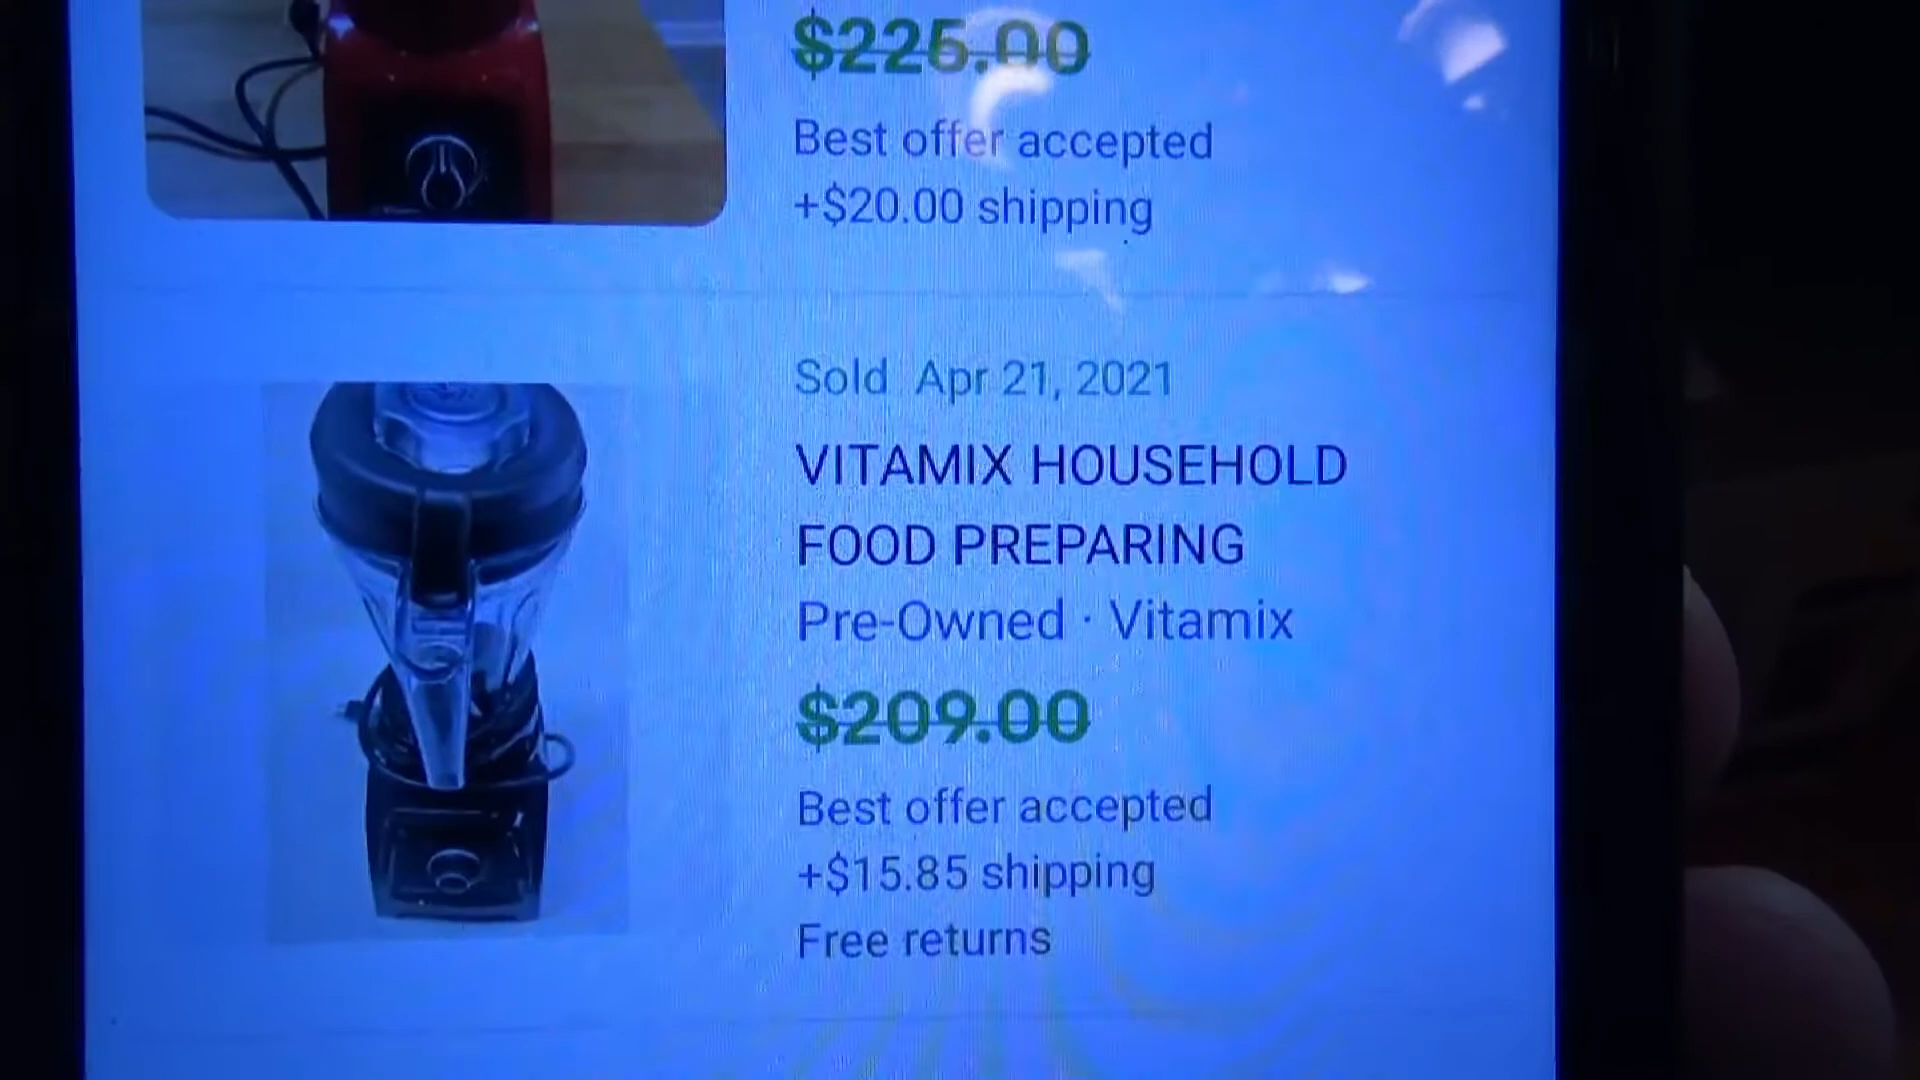 $225.00
Best offer accepted
+$20.00 shipping
Sold Apr 21, 2021
VITAMIX HOUSEHOLD
FOOD PREPARING
Pre-Owned · Vitamix
$209.00
Best offer accepted
+$15.85 shipping
Free returns